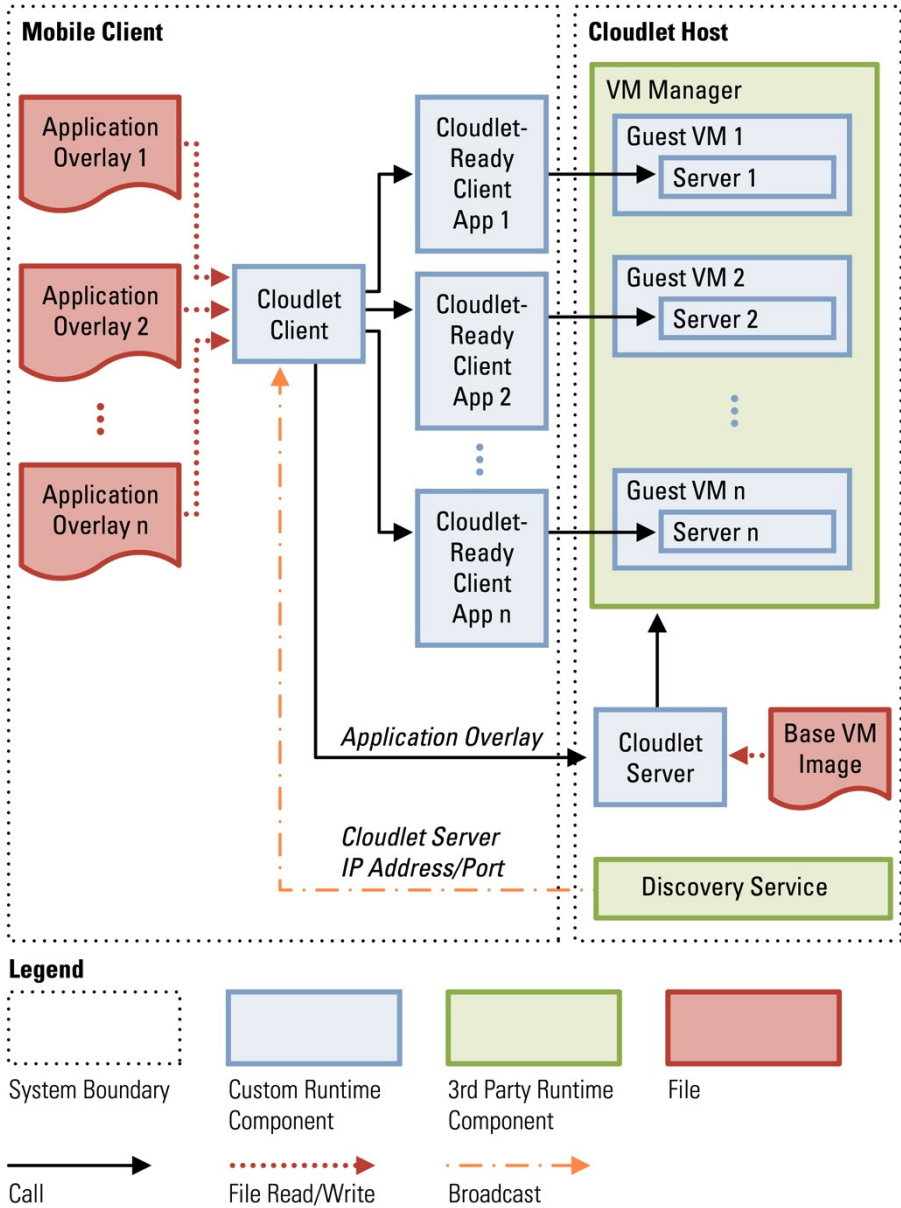 Mobile Client
Application
Overlay 1
Application
Overlay 2
Application
Overlay n
Cloudlet
Client
Cloudlet-
Ready
Client
App 1
Cloudlet-
Ready
Client
App 2
Cloudlet-
Ready
Client
App n
Application Overlay
Cloudlet Server
IP Address/Port
Cloudlet Host
VM Manager
Guest VM 1
Server 1
Guest VM 2
Server 2
Guest VM n
Server n
Cloudlet
Server
Base VM
Image
Discovery Service
Legend
System Boundary
Custom Runtime
Component
3rd Party Runtime
Component
File
Call
File Read/Write
Broadcast